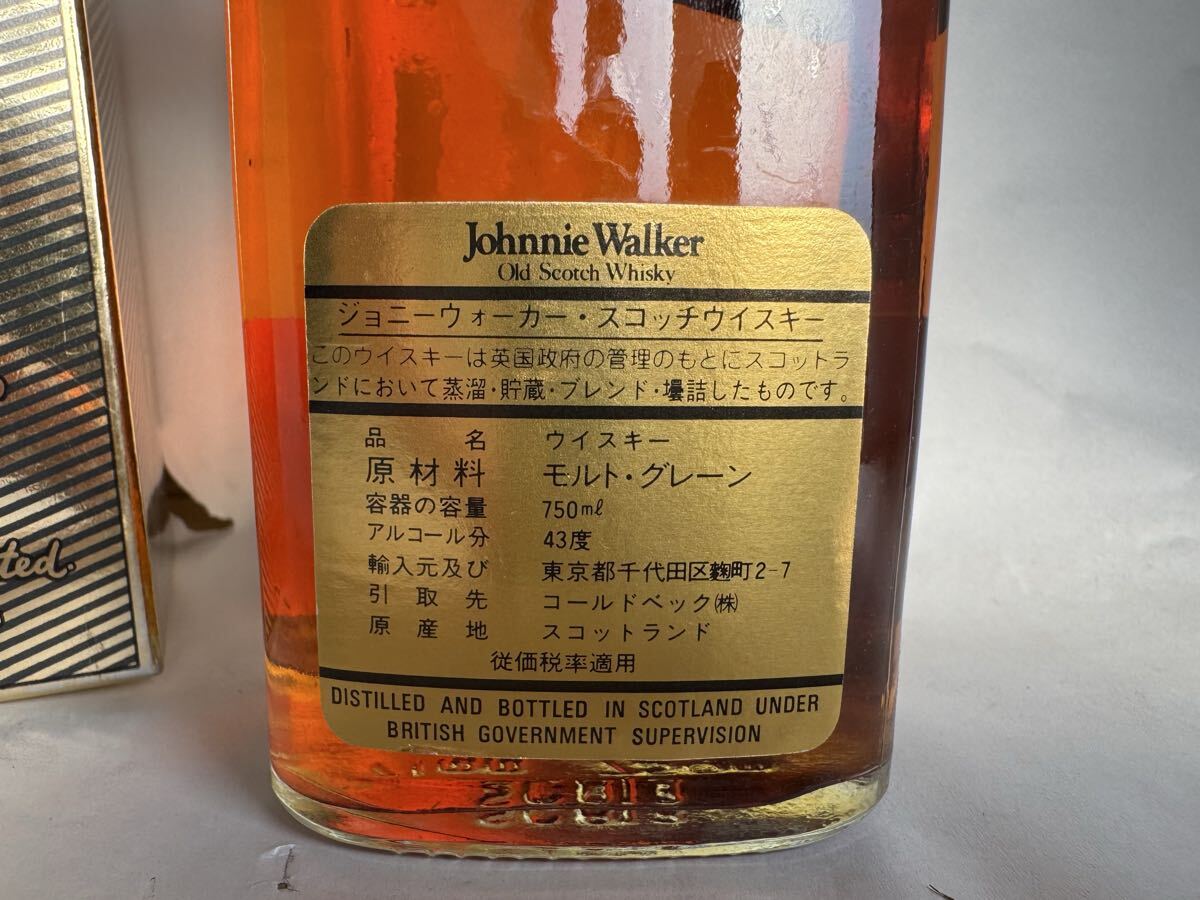 Johnnie Walker
Old Scotch Whisky
ジョニーウォーカー・スコッチウイスキー
このウイスキーは英国政府の管理のもとにスコットラ
ンドにおいて蒸溜・貯蔵・ブレンド・壜詰したものです。
品名 ウイスキー
原材料 モルト・グレーン
容器の容量 750mℓ
アルコール分 43度
輸入元及び 東京都千代田区麹町2-7
引取先 コールドベック㈱
原産地 スコットランド
従価税率適用
DISTILLED AND BOTTLED IN SCOTLAND UNDER
BRITISH GOVERNMENT SUPERVISION
ted.